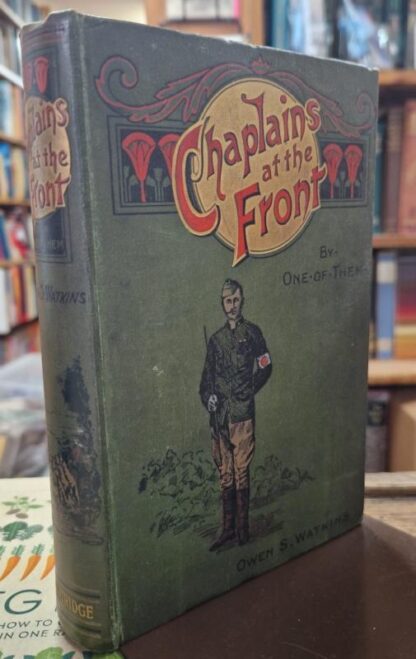 Chaplains
at the
Front
BY-
ONE-OF-THEM
OWEN S. WATKINS
Chaplains
at the
Front
THEM
WATKINS
HOW TO
IN ONE